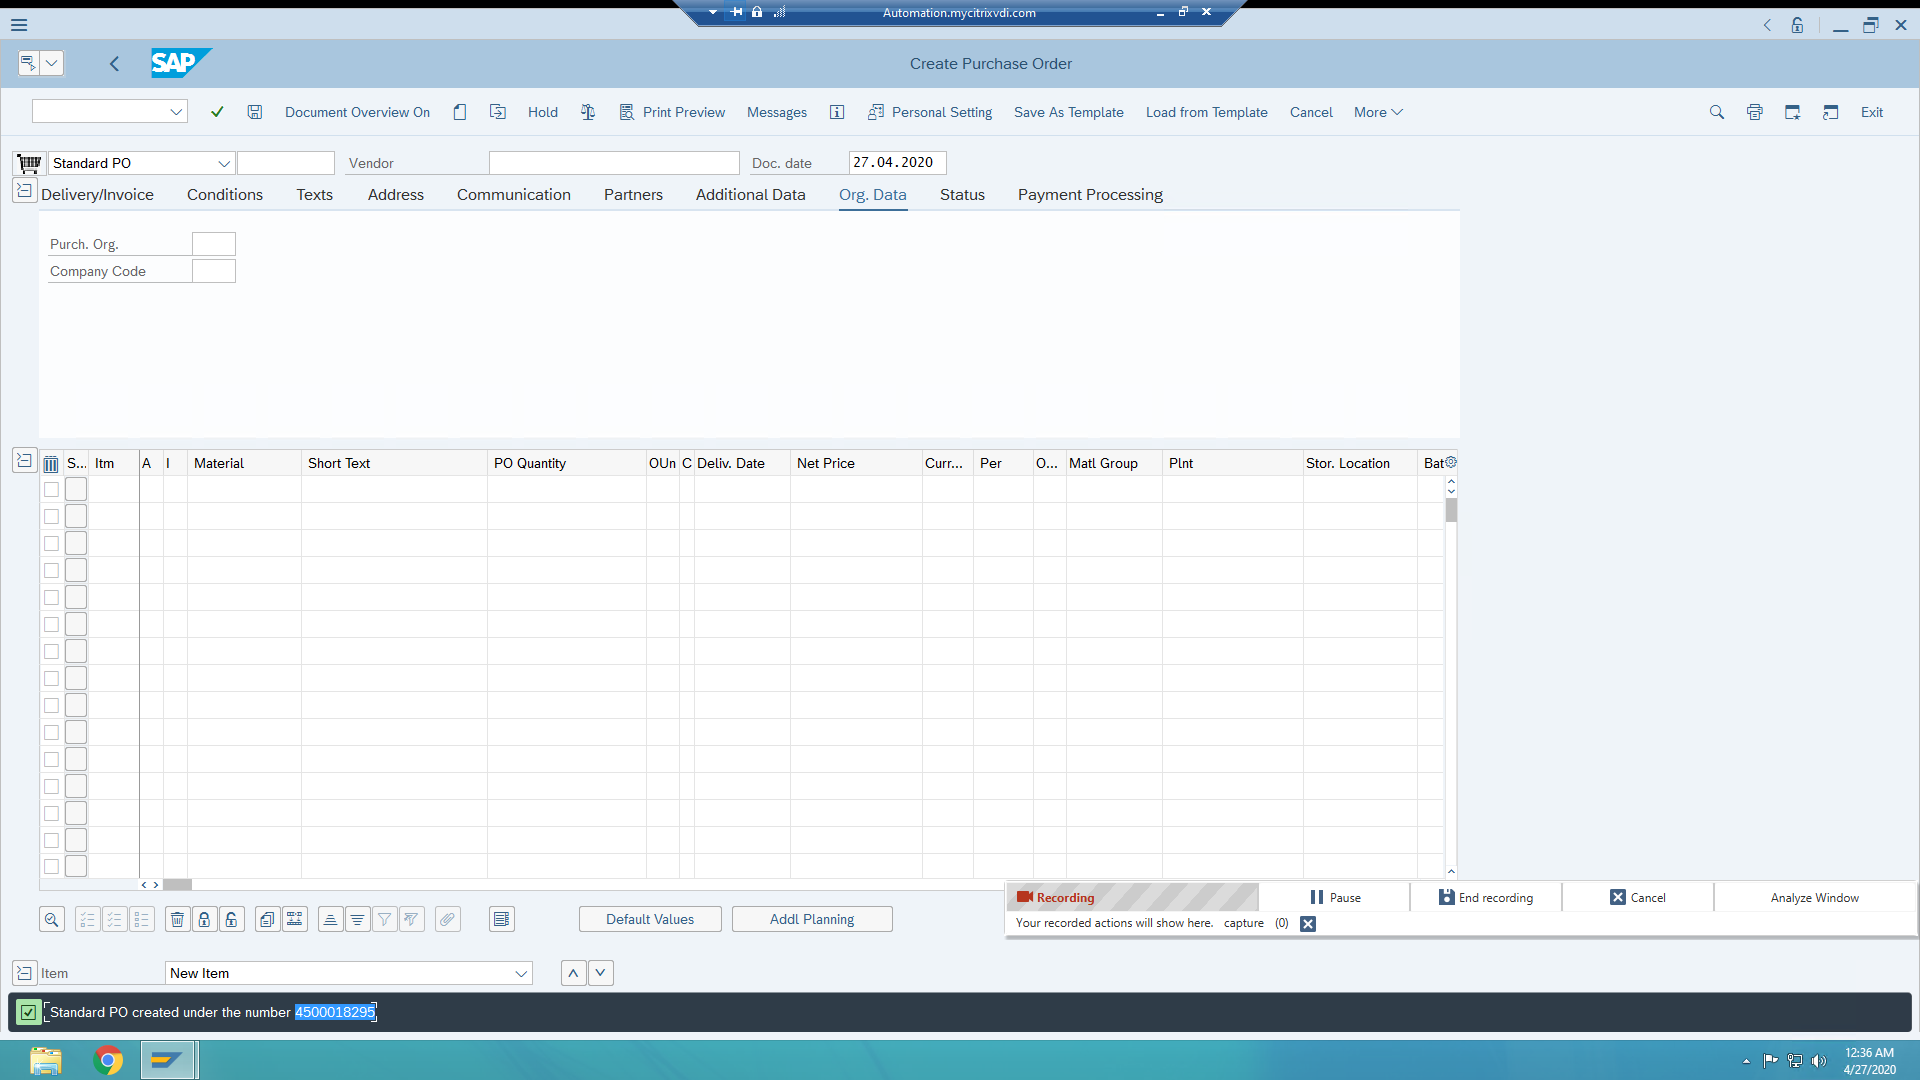 Automation.mycitrixvdi.com
SAP
Create Purchase Order
Document Overview On Hold Print Preview Messages Personal Setting Save As Template Load from Template Cancel More Exit
Standard PO Vendor Doc. date 27.04.2020
Delivery/Invoice Conditions Texts Address Communication Partners Additional Data Org. Data Status Payment Processing
Purch. Org.
Company Code
S... Itm A I Material Short Text PO Quantity OUn C Deliv. Date Net Price Curr... Per O... Matl Group Plnt Stor. Location Bat
Recording Pause End recording Cancel Analyze Window
Your recorded actions will show here. capture (0)
Default Values Addl Planning
Item New Item
Standard PO created under the number 4500018295
12:36 AM
4/27/2020